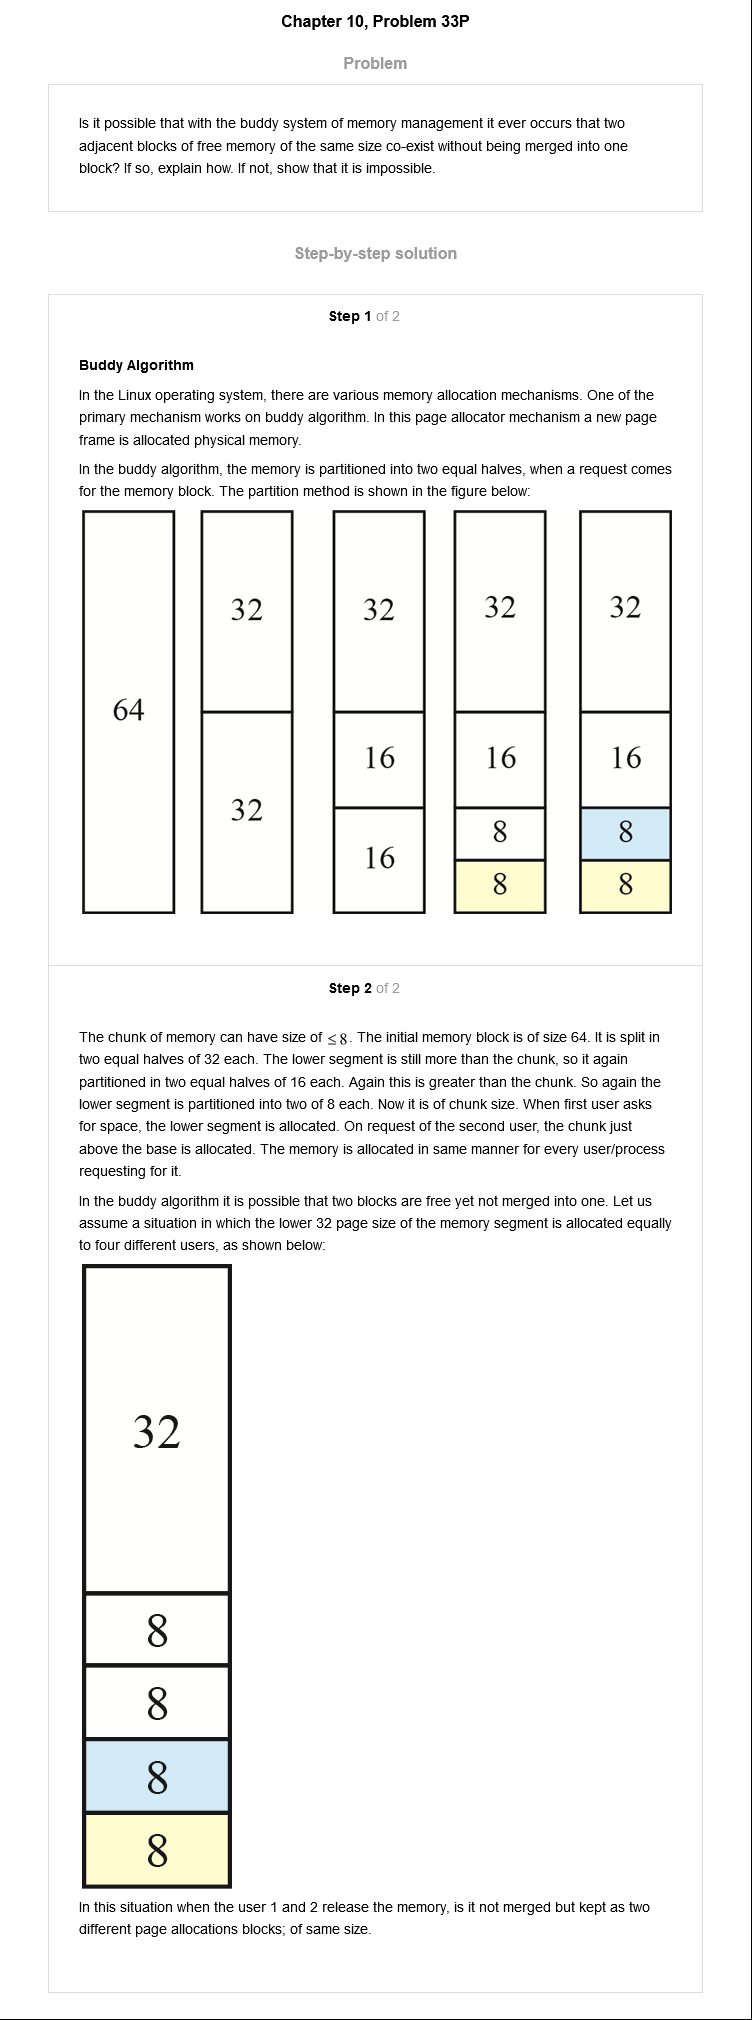 Chapter 10, Problem 33P
Problem
Is it possible that with the buddy system of memory management it ever occurs that two
adjacent blocks of free memory of the same size co-exist without being merged into one
block? If so, explain how. If not, show that it is impossible.
Step-by-step solution
Step 1 of 2
Buddy Algorithm
In the Linux operating system, there are various memory allocation mechanisms. One of the
primary mechanism works on buddy algorithm. In this page allocator mechanism a new page
frame is allocated physical memory.
In the buddy algorithm, the memory is partitioned into two equal halves, when a request comes
for the memory block. The partition method is shown in the figure below:
64
32
32
32
16
16
32
16
8
8
32
16
8
8
Step 2 of 2
The chunk of memory can have size of ≤8. The initial memory block is of size 64. It is split in
two equal halves of 32 each. The lower segment is still more than the chunk, so it again
partitioned in two equal halves of 16 each. Again this is greater than the chunk. So again the
lower segment is partitioned into two of 8 each. Now it is of chunk size. When first user asks
for space, the lower segment is allocated. On request of the second user, the chunk just
above the base is allocated. The memory is allocated in same manner for every user/process
requesting for it.
In the buddy algorithm it is possible that two blocks are free yet not merged into one. Let us
assume a situation in which the lower 32 page size of the memory segment is allocated equally
to four different users, as shown below:
32
8
8
8
8
In this situation when the user 1 and 2 release the memory, is it not merged but kept as two
different page allocations blocks; of same size.